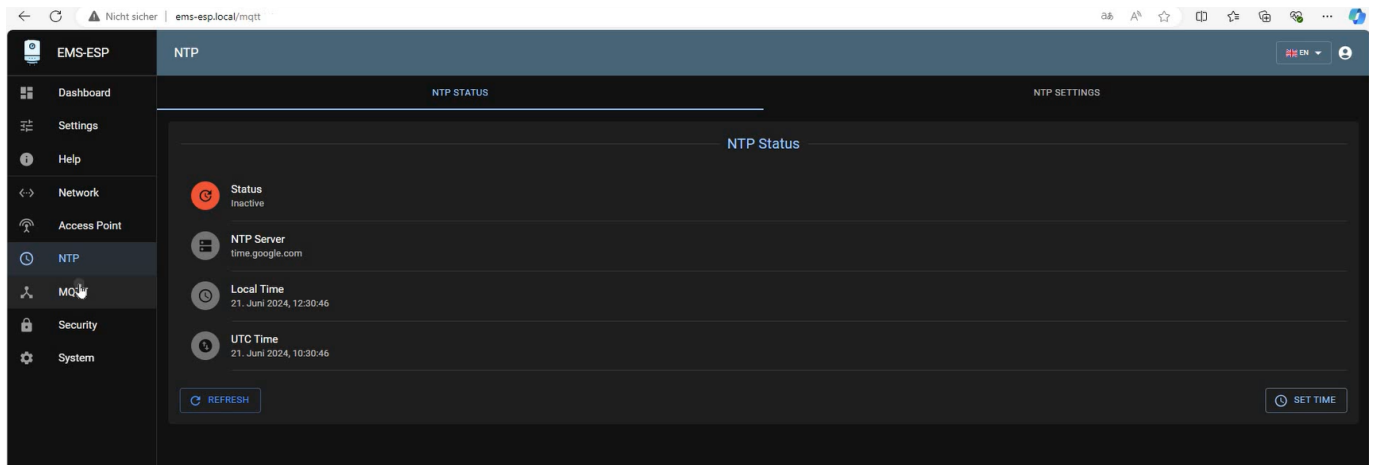 Nicht sicher | ems-esp.local/mqtt
EMS-ESP
NTP
EN
Dashboard
NTP STATUS
NTP SETTINGS
Settings
Help
NTP Status
Network
Status
Inactive
Access Point
NTP Server
time.google.com
NTP
Local Time
21. Juni 2024, 12:30:46
Security
UTC Time
21. Juni 2024, 10:30:46
System
REFRESH
SET TIME